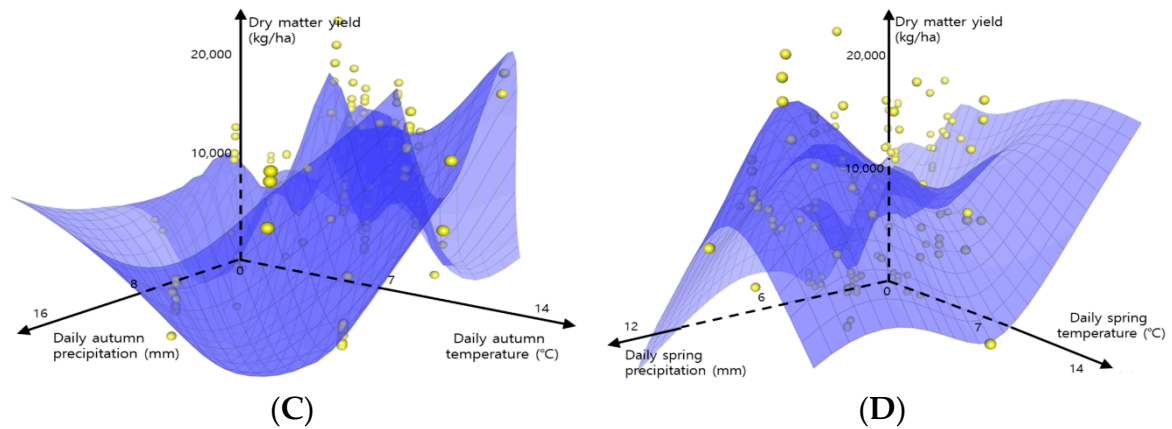 Dry matter yield
(kg/ha)
20,000
10,000
0
8
16
7
14
Daily autumn
precipitation (mm)
Daily autumn
temperature (℃)
(C)
Dry matter yield
(kg/ha)
20,000
10,000
0
6
12
7
14
Daily spring
precipitation (mm)
Daily spring
temperature (℃)
(D)